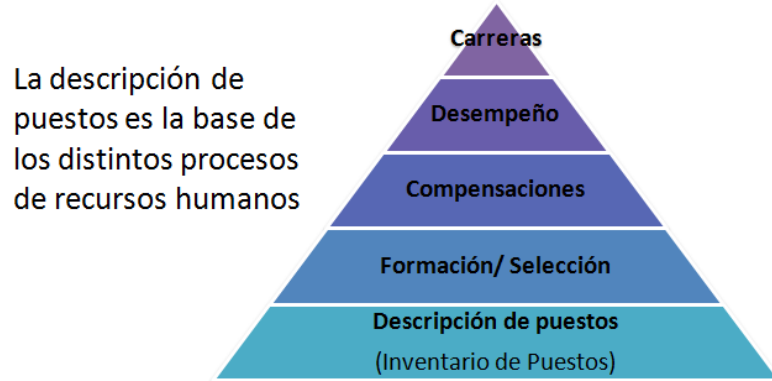 La descripción de
puestos es la base de
los distintos procesos
de recursos humanos
Carreras
Desempeño
Compensaciones
Formación/ Selección
Descripción de puestos
(Inventario de Puestos)